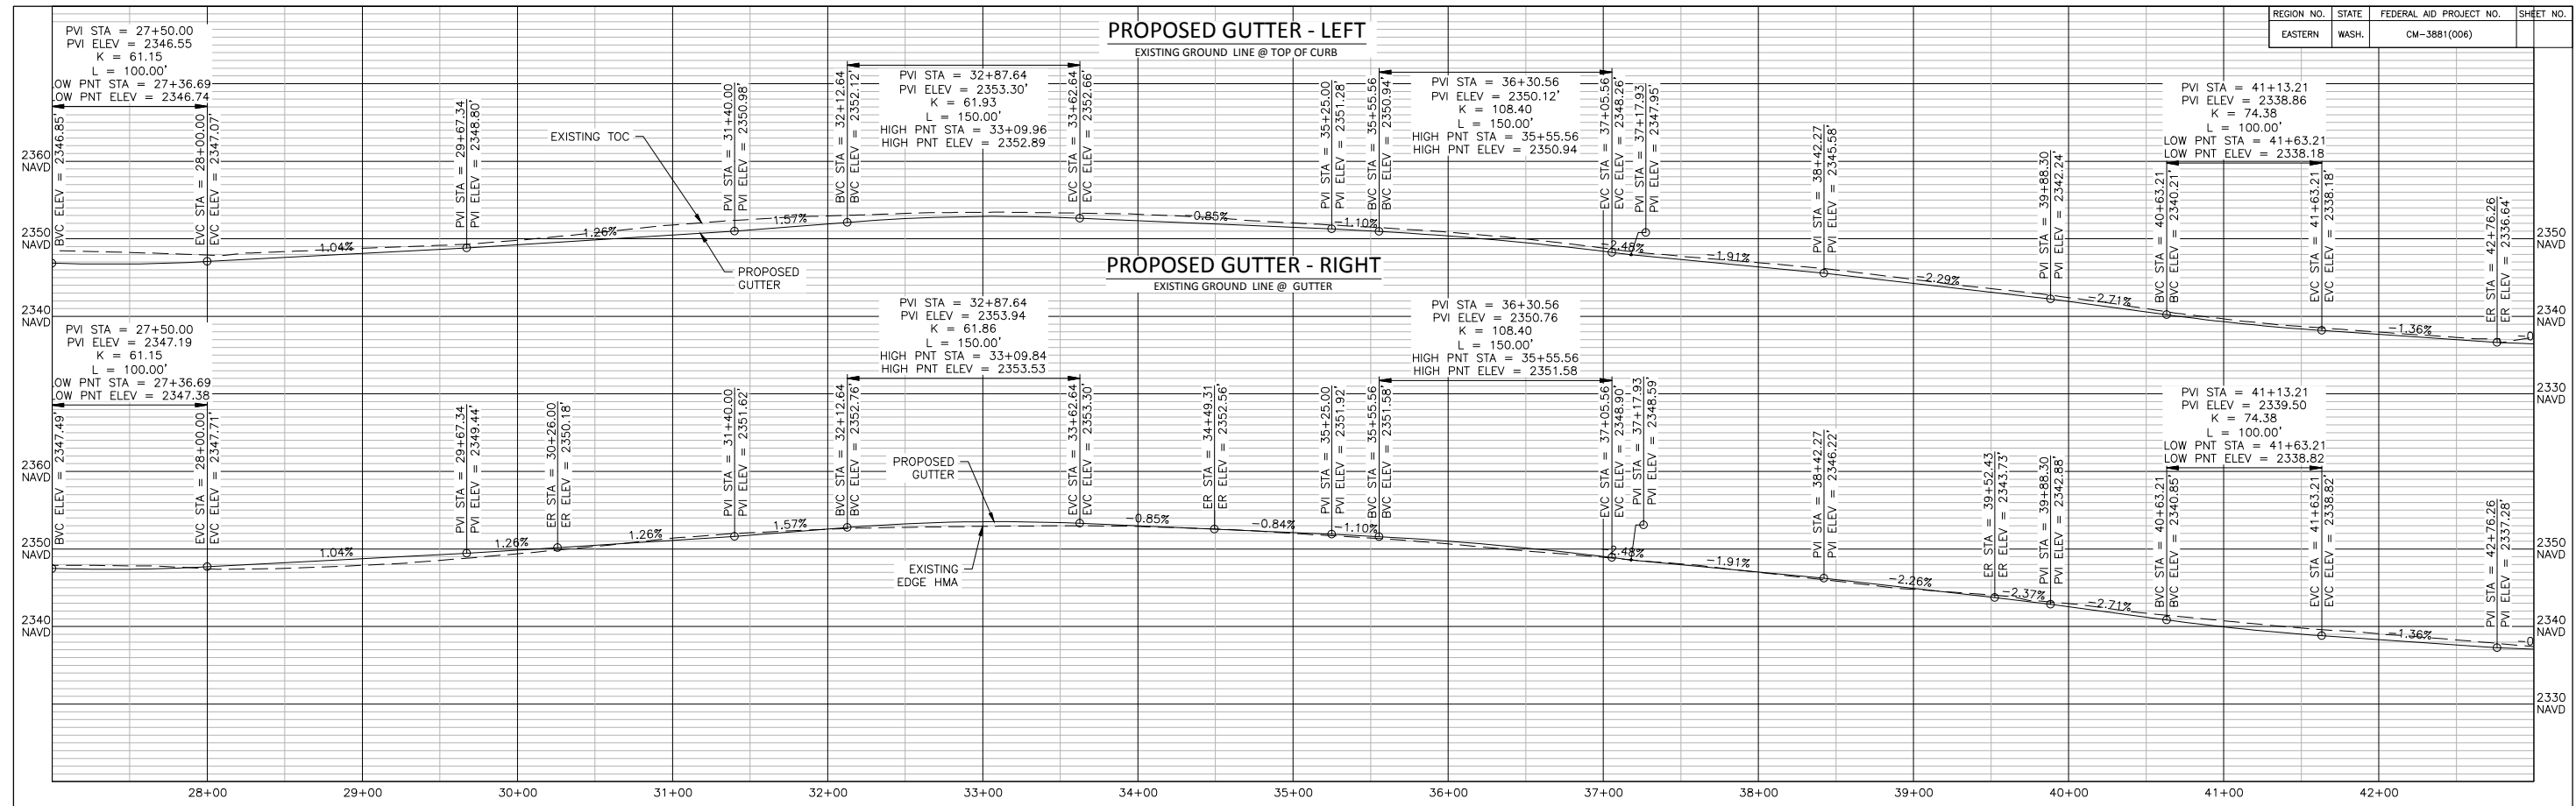 REGION NO. STATE FEDERAL AID PROJECT NO. SHEET NO.
EASTERN WASH. CM-3881(006)
PROPOSED GUTTER - LEFT
EXISTING GROUND LINE @ TOP OF CURB
PVI STA = 27+50.00
PVI ELEV = 2346.55
K = 61.15
L = 100.00'
LOW PNT STA = 27+36.69
LOW PNT ELEV = 2346.74
BVC ELEV = 2346.85'
EVC STA = 28+00.00
EVC ELEV = 2347.07'
PVI STA = 29+67.34
PVI ELEV = 2348.80'
EXISTING TOC
PVI STA = 31+40.00
PVI ELEV = 2350.98'
BVC STA = 32+12.64
BVC ELEV = 2352.12'
PVI STA = 32+87.64
PVI ELEV = 2353.30'
K = 61.93
L = 150.00'
HIGH PNT STA = 33+09.96
HIGH PNT ELEV = 2352.89
EVC STA = 33+62.64
EVC ELEV = 2352.66'
PVI STA = 35+25.00
PVI ELEV = 2351.28'
BVC STA = 35+55.56
BVC ELEV = 2350.94'
PVI STA = 36+30.56
PVI ELEV = 2350.12'
K = 108.40
L = 150.00'
HIGH PNT STA = 35+55.56
HIGH PNT ELEV = 2350.94
EVC STA = 37+05.56
EVC ELEV = 2348.26'
PVI STA = 37+17.93
PVI ELEV = 2347.95'
PVI STA = 38+42.27
PVI ELEV = 2345.58'
PVI STA = 39+88.30
PVI ELEV = 2342.24'
BVC STA = 40+63.21
BVC ELEV = 2340.21'
PVI STA = 41+13.21
PVI ELEV = 2338.86
K = 74.38
L = 100.00'
LOW PNT STA = 41+63.21
LOW PNT ELEV = 2338.18
EVC STA = 41+63.21
EVC ELEV = 2338.18'
ER STA = 42+76.26
ER ELEV = 2336.64'
1.04%
1.26%
1.57%
-0.85%
-1.10%
-2.48%
-1.91%
-2.29%
-2.71%
-1.36%
-0
PROPOSED
GUTTER
2360
NAVD
2350
NAVD
2340
NAVD
2350
NAVD
2340
NAVD
2330
NAVD
PROPOSED GUTTER - RIGHT
EXISTING GROUND LINE @ GUTTER
PVI STA = 27+50.00
PVI ELEV = 2347.19
K = 61.15
L = 100.00'
LOW PNT STA = 27+36.69
LOW PNT ELEV = 2347.38
BVC ELEV = 2347.49'
EVC STA = 28+00.00
EVC ELEV = 2347.71'
PVI STA = 29+67.34
PVI ELEV = 2349.44'
ER STA = 30+26.00
ER ELEV = 2350.18'
PVI STA = 31+40.00
PVI ELEV = 2351.62'
BVC STA = 32+12.64
BVC ELEV = 2352.76'
PVI STA = 32+87.64
PVI ELEV = 2353.94
K = 61.86
L = 150.00'
HIGH PNT STA = 33+09.84
HIGH PNT ELEV = 2353.53
EVC STA = 33+62.64
EVC ELEV = 2353.30'
ER STA = 34+49.31
ER ELEV = 2352.56'
PVI STA = 35+25.00
PVI ELEV = 2351.92'
BVC STA = 35+55.56
BVC ELEV = 2351.58'
PVI STA = 36+30.56
PVI ELEV = 2350.76
K = 108.40
L = 150.00'
HIGH PNT STA = 35+55.56
HIGH PNT ELEV = 2351.58
EVC STA = 37+05.56
EVC ELEV = 2348.90'
PVI STA = 37+17.93
PVI ELEV = 2348.59'
PVI STA = 38+42.27
PVI ELEV = 2346.22'
ER STA = 39+52.43
ER ELEV = 2343.73'
PVI STA = 39+88.30
PVI ELEV = 2342.88'
BVC STA = 40+63.21
BVC ELEV = 2340.85'
PVI STA = 41+13.21
PVI ELEV = 2339.50
K = 74.38
L = 100.00'
LOW PNT STA = 41+63.21
LOW PNT ELEV = 2338.82
EVC STA = 41+63.21
EVC ELEV = 2338.82'
PVI STA = 42+76.26
PVI ELEV = 2337.28'
PROPOSED
GUTTER
EXISTING
EDGE HMA
1.04%
1.26%
1.26%
1.57%
-0.85%
-0.84%
-1.10%
-2.48%
-1.91%
-2.26%
-2.37%
-2.71%
-1.36%
-0
2360
NAVD
2350
NAVD
2340
NAVD
2350
NAVD
2340
NAVD
2330
NAVD
28+00 29+00 30+00 31+00 32+00 33+00 34+00 35+00 36+00 37+00 38+00 39+00 40+00 41+00 42+00